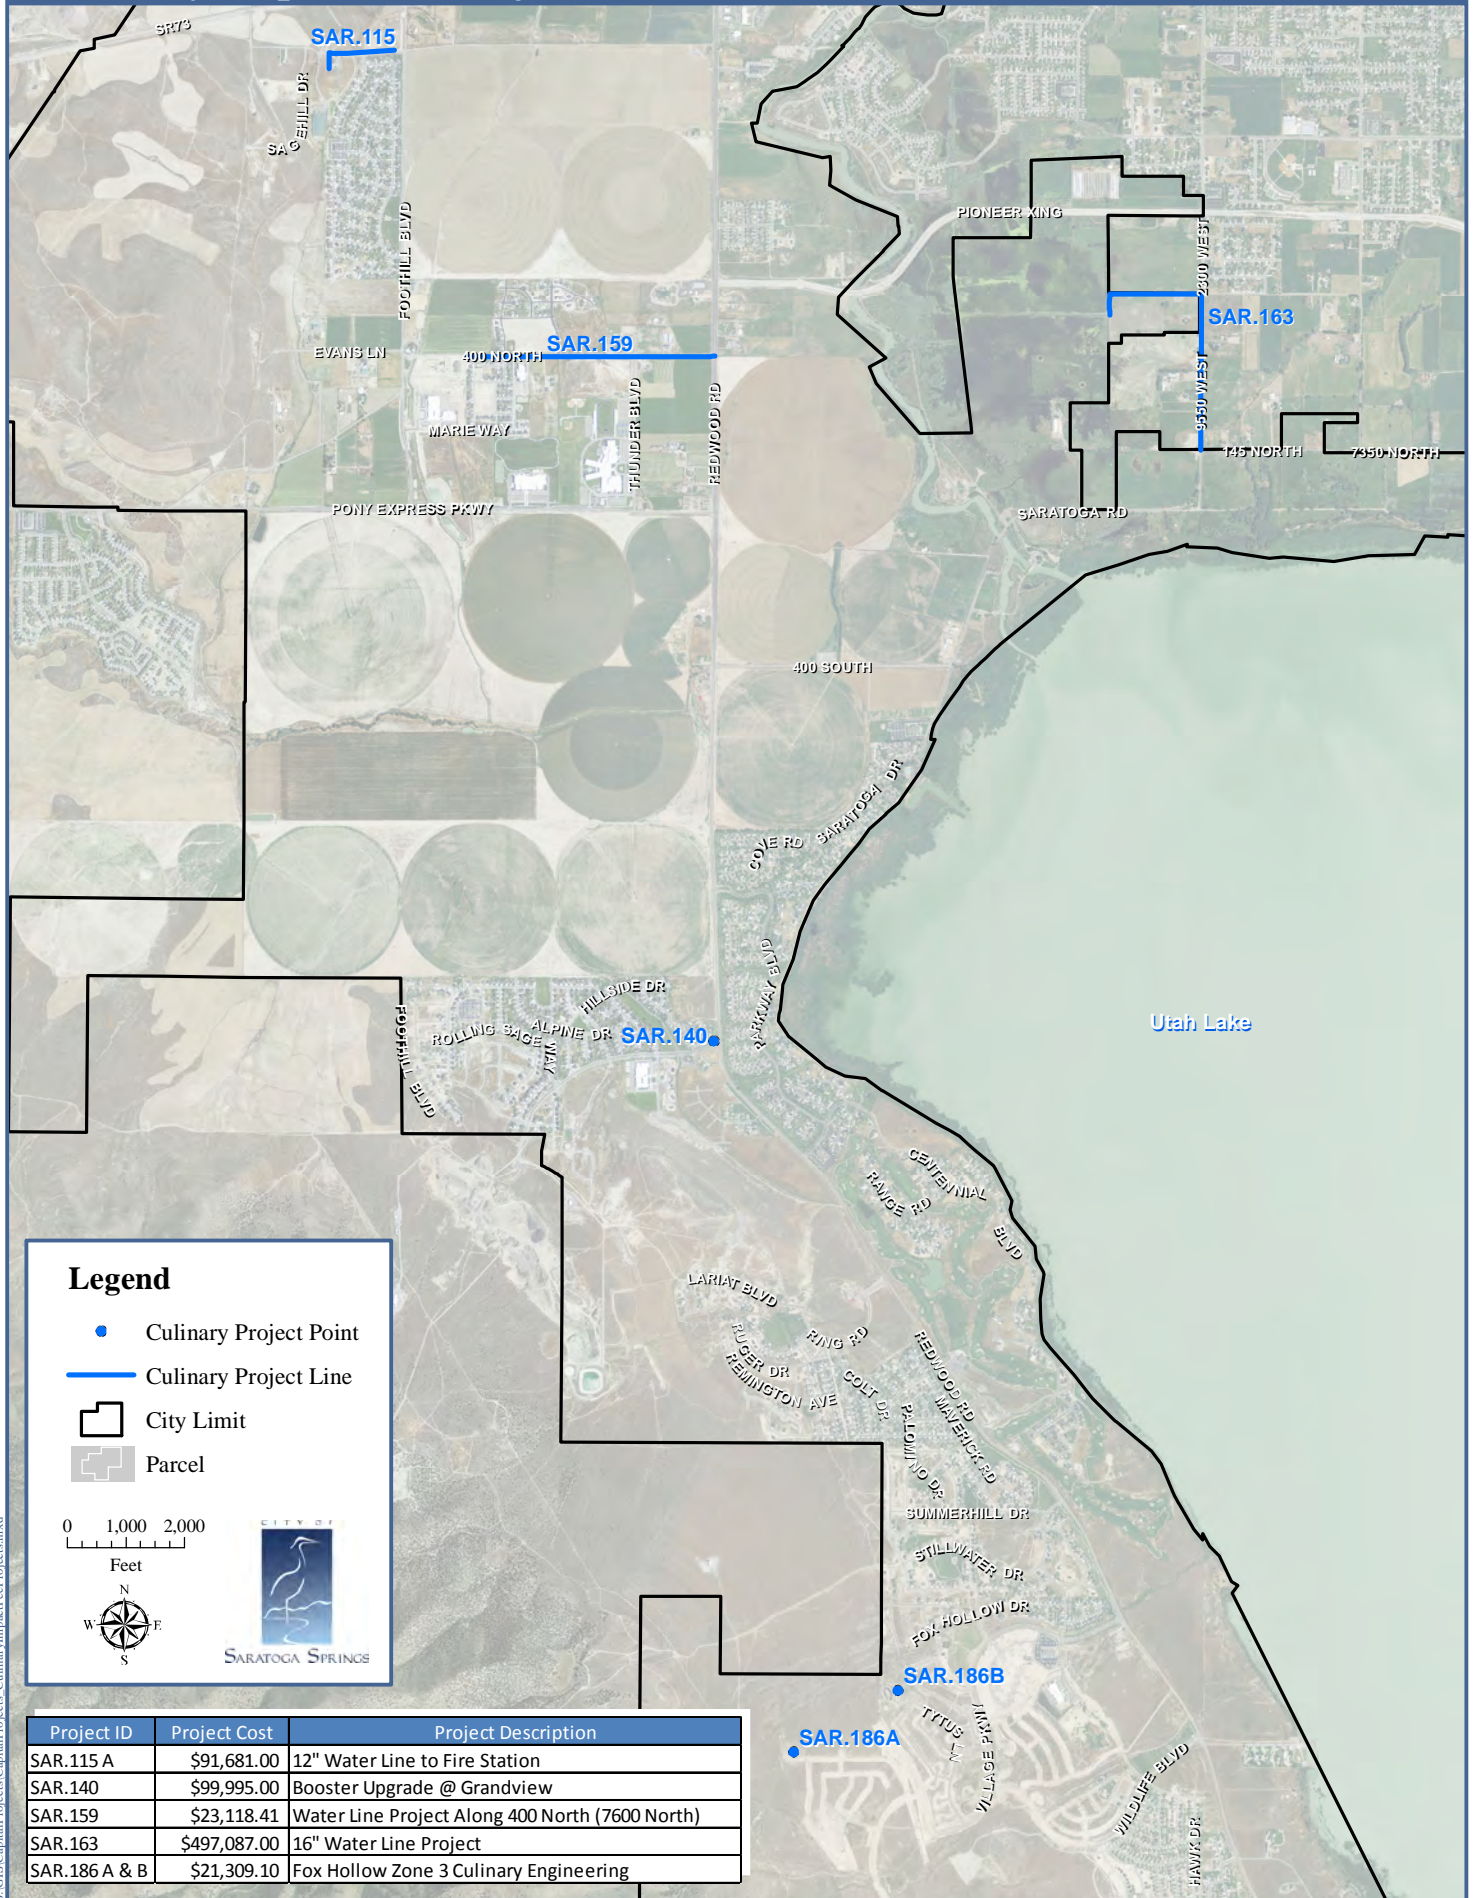 SR73
SAR.115
SAGEHILL DR
FOOTHILL BLVD
PIONEER XING
2300 WEST
SAR.163
SAR.159
EVANS LN
400 NORTH
THUNDER BLVD
REDWOOD RD
9550 WEST
MARIE WAY
145 NORTH
7350 NORTH
PONY EXPRESS PKWY
SARATOGA RD
400 SOUTH
SARATOGA DR
COVE RD
PARKWAY BLVD
HILLSIDE DR
ALPINE DR
ROLLING SAGE WAY
FOOTHILL BLVD
SAR.140
Utah Lake
CENTENNIAL BLVD
RANGE RD
LARIAT BLVD
RING RD
RUGER DR
REMINGTON AVE
COLT DR
REDWOOD RD
MAVERICK RD
PALOMINO DR
SUMMERHILL DR
STILLWATER DR
FOX HOLLOW DR
SAR.186B
SAR.186A
TYTUS LN
VILLAGE PKWY
WILDLIFE BLVD
HAWK DR
Legend
Culinary Project Point
Culinary Project Line
City Limit
Parcel
0 1,000 2,000
Feet
N
W E
S
CITY OF
SARATOGA SPRINGS
Project ID Project Cost Project Description
SAR.115 A $91,681.00 12" Water Line to Fire Station
SAR.140 $99,995.00 Booster Upgrade @ Grandview
SAR.159 $23,118.41 Water Line Project Along 400 North (7600 North)
SAR.163 $497,087.00 16" Water Line Project
SAR.186 A & B $21,309.10 Fox Hollow Zone 3 Culinary Engineering